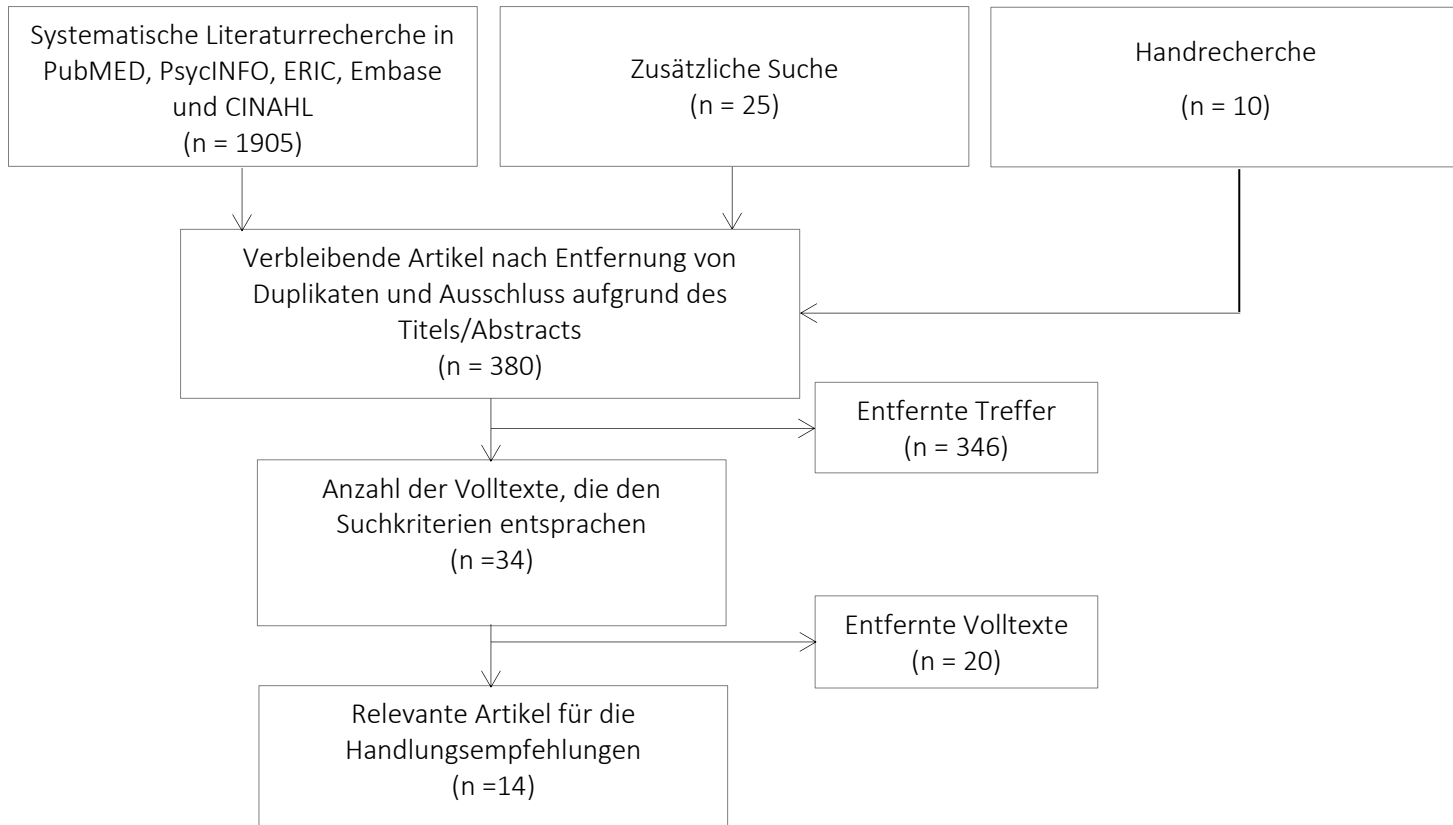 Systematische Literaturrecherche in
PubMED, PsycINFO, ERIC, Embase
und CINAHL
(n = 1905)
Zusätzliche Suche
(n = 25)
Handrecherche
(n = 10)
Verbleibende Artikel nach Entfernung von
Duplikaten und Ausschluss aufgrund des
Titels/Abstracts
(n = 380)
Entfernte Treffer
(n = 346)
Anzahl der Volltexte, die den
Suchkriterien entsprachen
(n =34)
Entfernte Volltexte
(n = 20)
Relevante Artikel für die
Handlungsempfehlungen
(n =14)